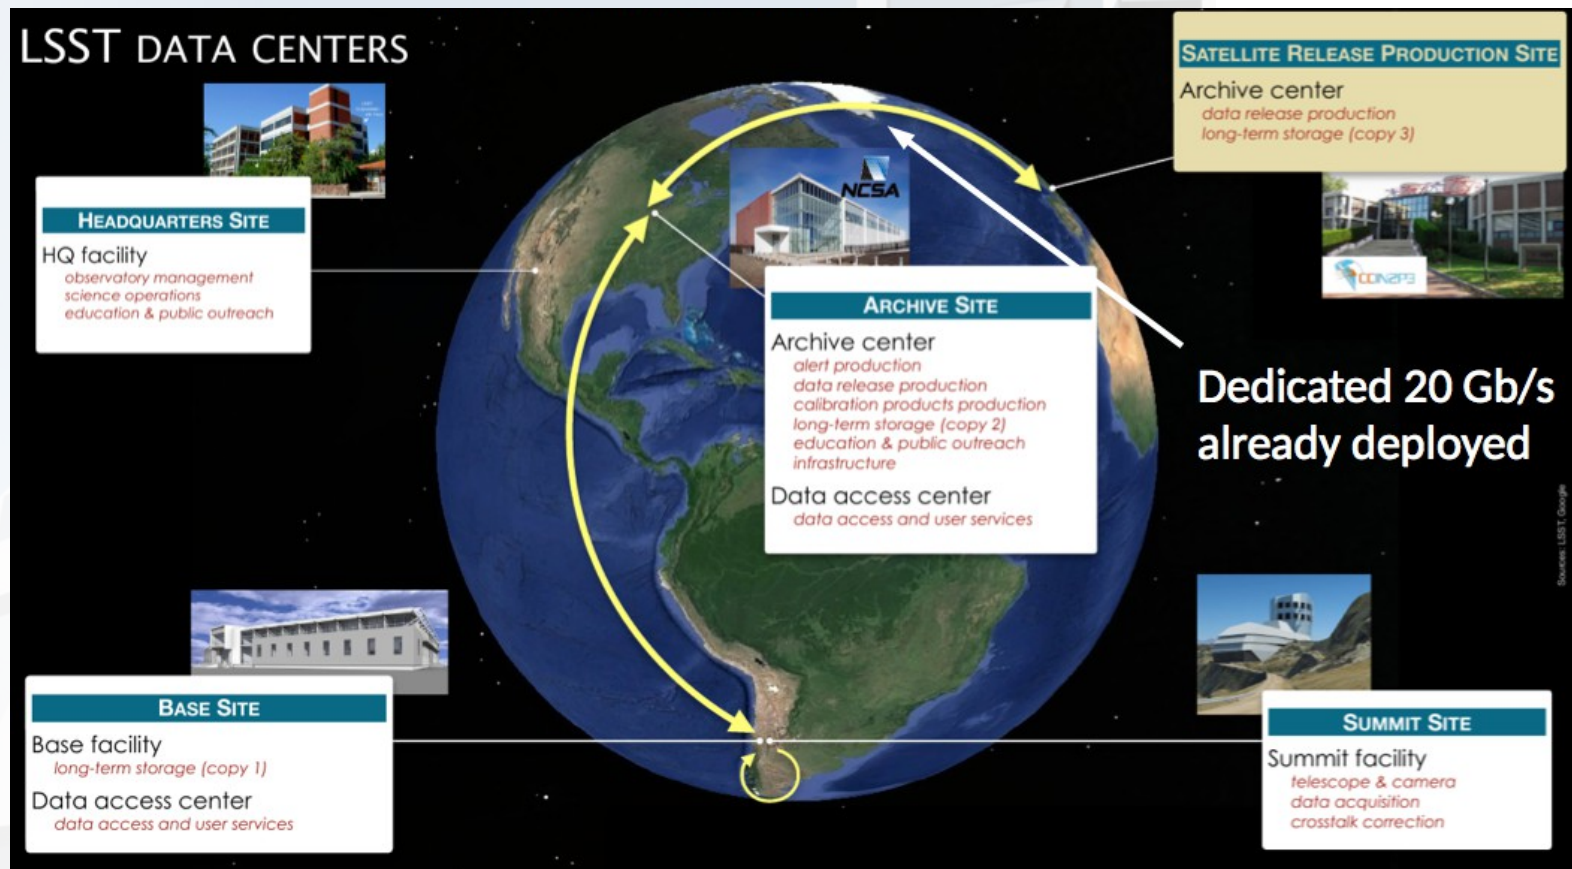 LSST DATA CENTERS
SATELLITE RELEASE PRODUCTION SITE
Archive center
data release production
long-term storage (copy 3)
HEADQUARTERS SITE
HQ facility
observatory management
science operations
education & public outreach
NCSA
ARCHIVE SITE
Archive center
alert production
data release production
calibration products production
long-term storage (copy 2)
education & public outreach
infrastructure
Data access center
data access and user services
CCIN2P3
Dedicated 20 Gb/s
already deployed
Sources: LSST, Google
BASE SITE
Base facility
long-term storage (copy 1)
Data access center
data access and user services
SUMMIT SITE
Summit facility
telescope & camera
data acquisition
crosstalk correction